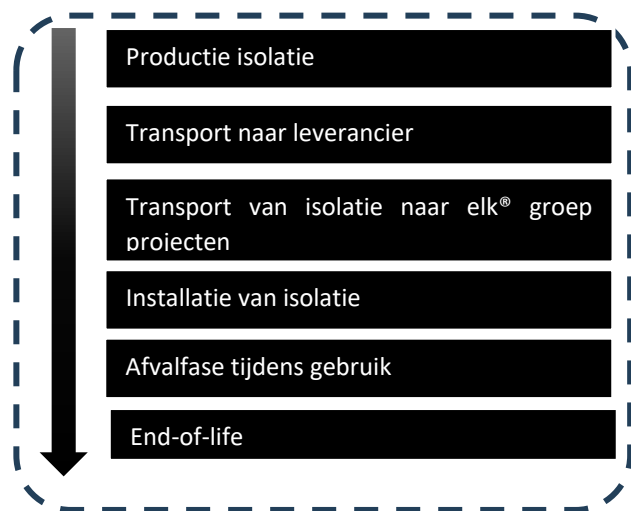 Productie isolatie
Transport naar leverancier
Transport van isolatie naar elk® groep
projecten
Installatie van isolatie
Afvalfase tijdens gebruik
End-of-life